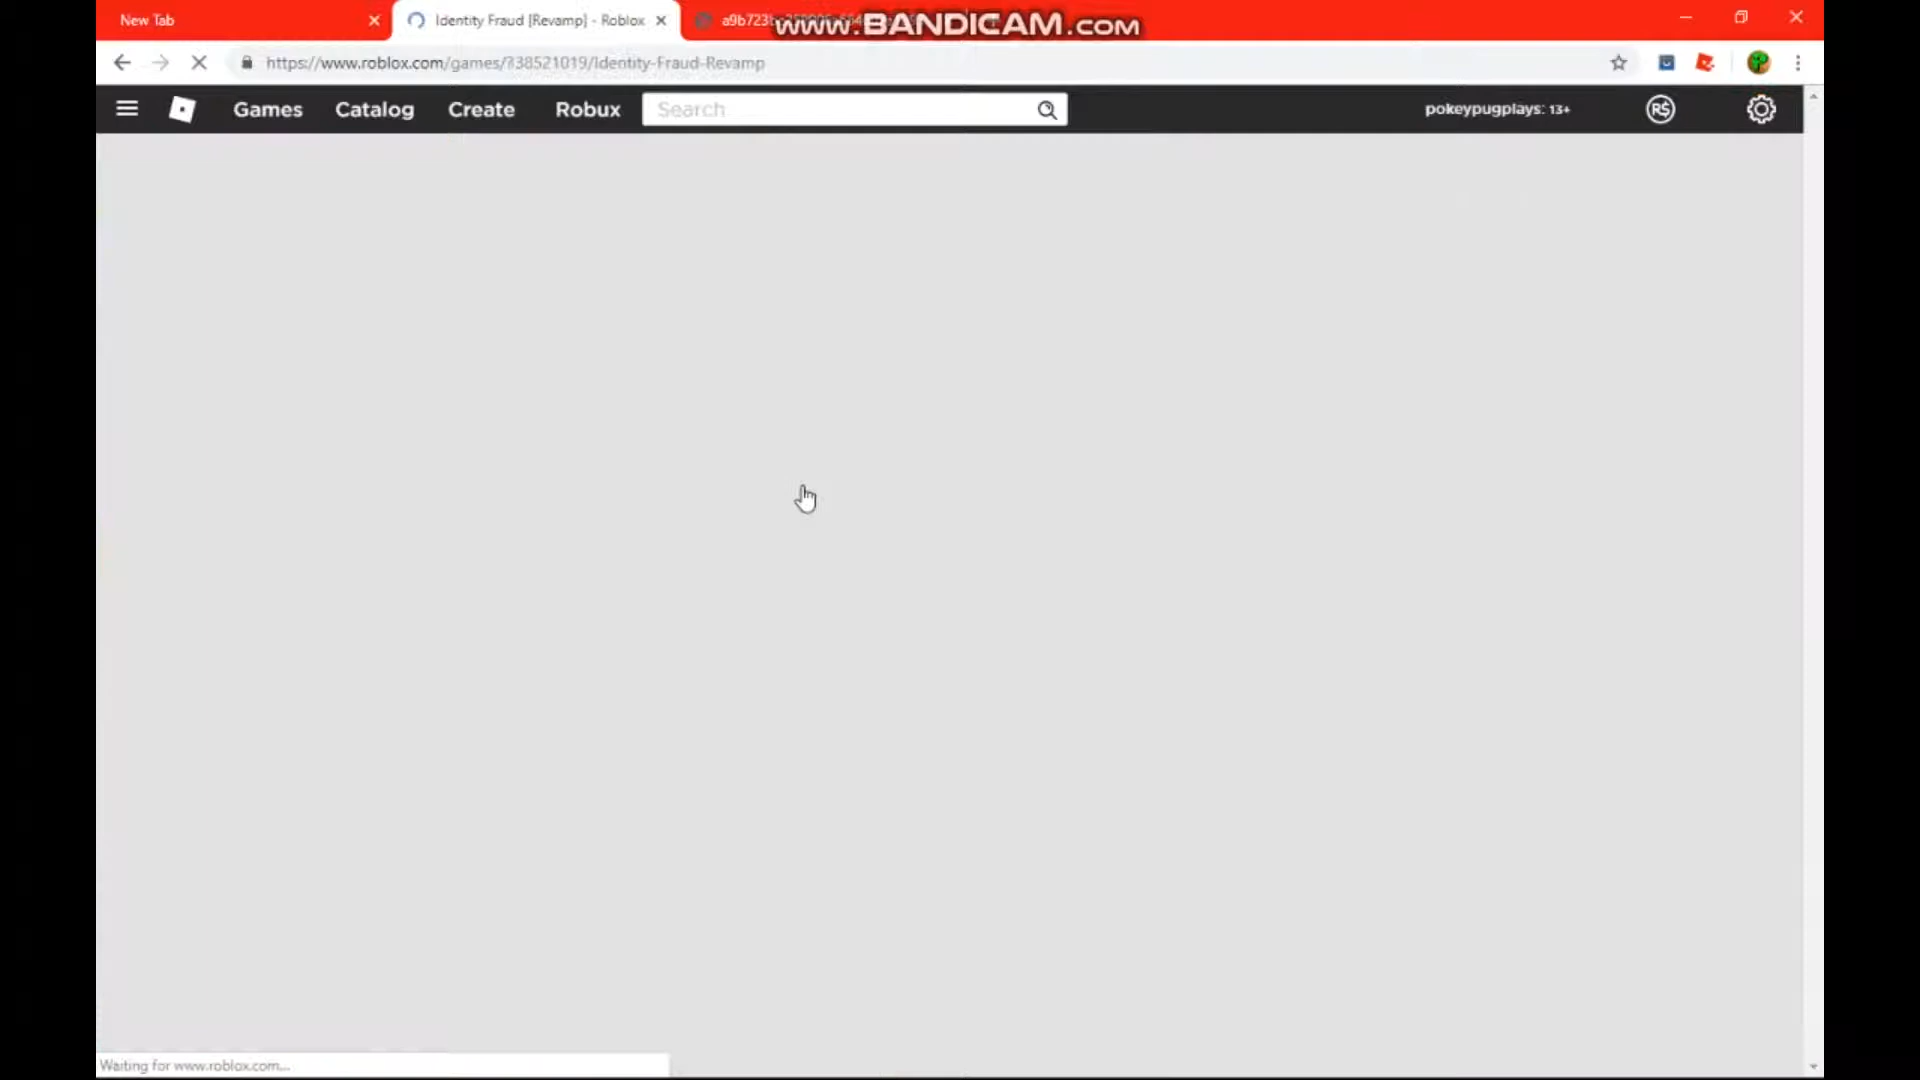 New Tab
Identity Fraud [Revamp] - Roblox
www.BANDICAM.com
https://www.roblox.com/games/338521019/Identity-Fraud-Revamp
Games
Catalog
Create
Robux
Search
pokeypugplays: 13+
R$
Waiting for www.roblox.com...